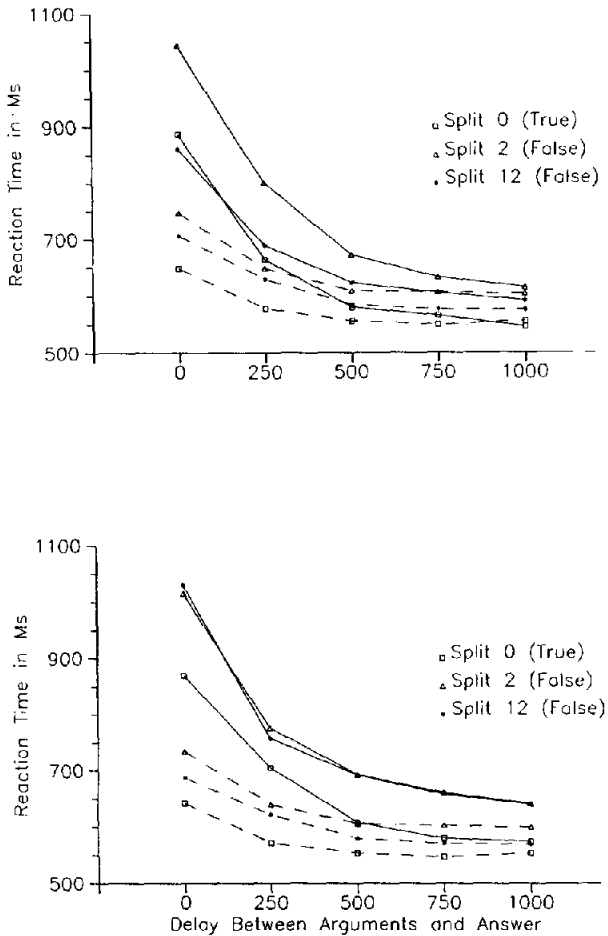 1100
900
700
500
Reaction Time in Ms
Split 0 (True)
Split 2 (False)
Split 12 (False)
0 250 500 750 1000
1100
900
700
500
Reaction Time in Ms
Split 0 (True)
Split 2 (False)
Split 12 (False)
0 250 500 750 1000
Delay Between Arguments and Answer